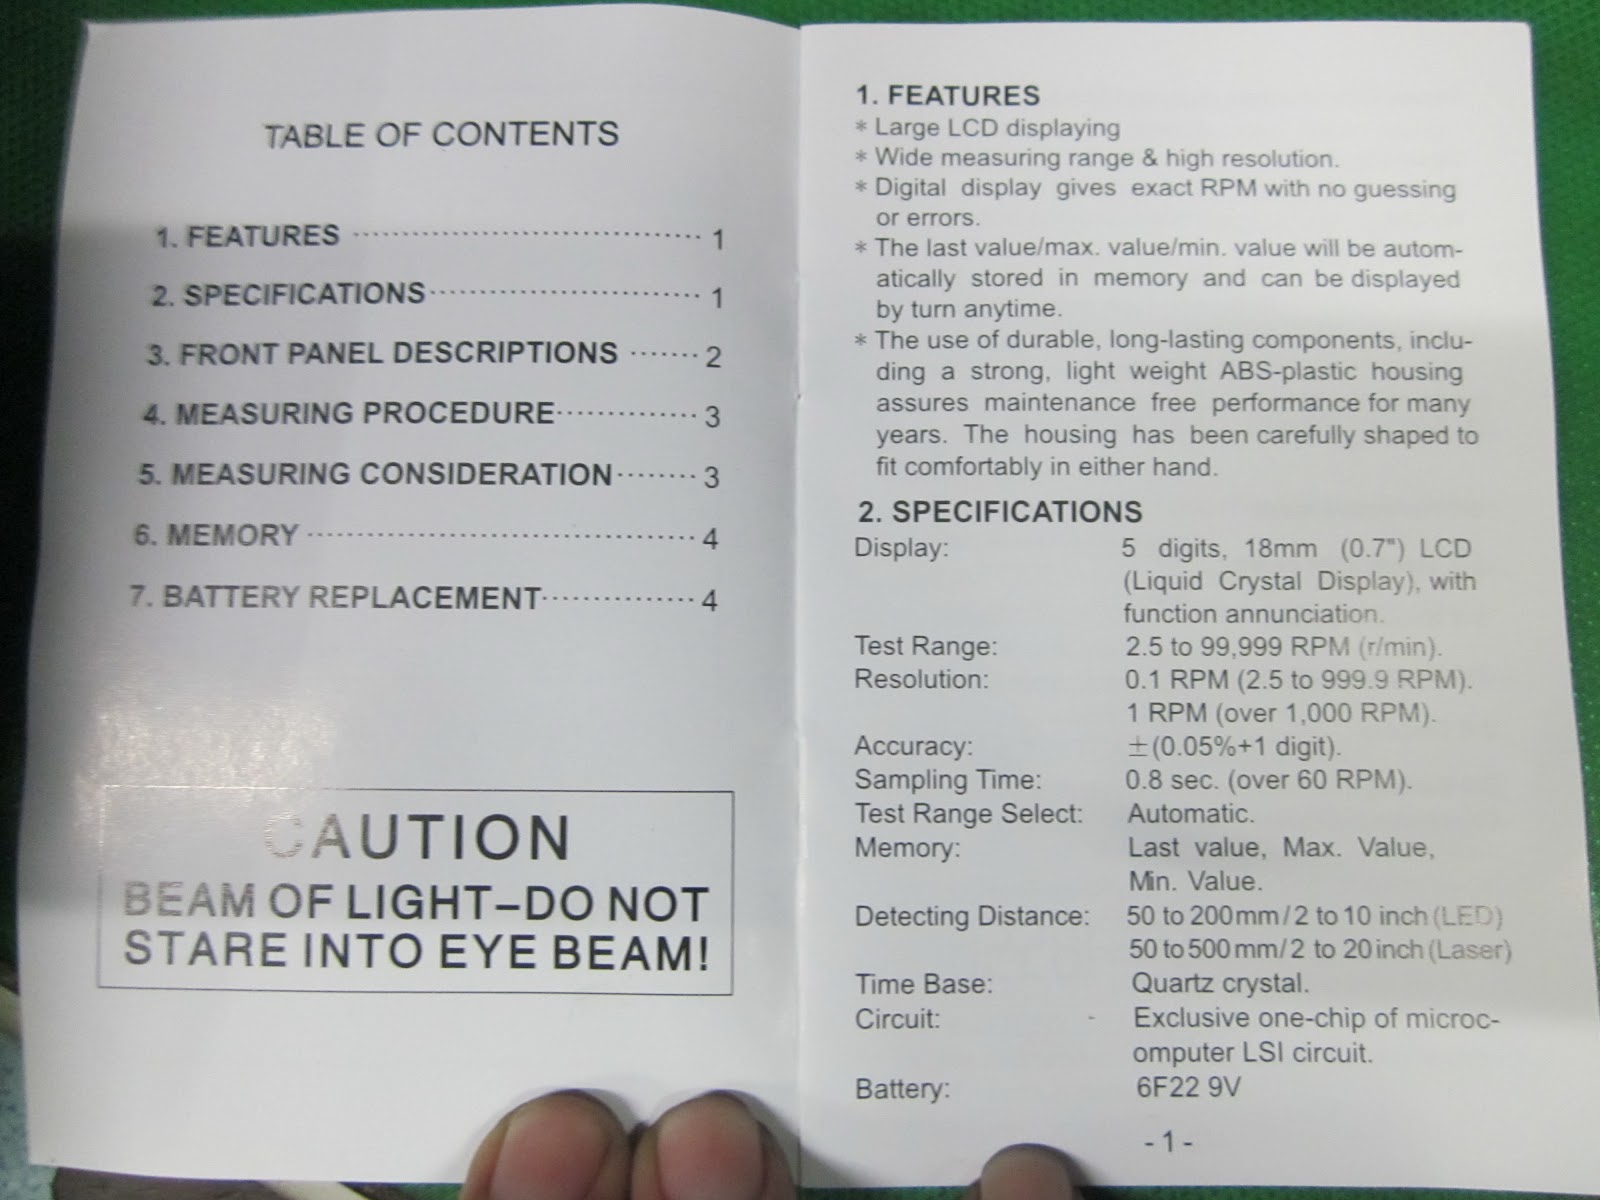 TABLE OF CONTENTS
1. FEATURES ································ 1
2. SPECIFICATIONS ························· 1
3. FRONT PANEL DESCRIPTIONS ······· 2
4. MEASURING PROCEDURE ·············· 3
5. MEASURING CONSIDERATION ········ 3
6. MEMORY ··································· 4
7. BATTERY REPLACEMENT ·············· 4
CAUTION
BEAM OF LIGHT–DO NOT
STARE INTO EYE BEAM!
1. FEATURES
* Large LCD displaying
* Wide measuring range & high resolution.
* Digital display gives exact RPM with no guessing
or errors.
* The last value/max. value/min. value will be autom-
atically stored in memory and can be displayed
by turn anytime.
* The use of durable, long-lasting components, inclu-
ding a strong, light weight ABS-plastic housing
assures maintenance free performance for many
years. The housing has been carefully shaped to
fit comfortably in either hand.
2. SPECIFICATIONS
Display: 5 digits, 18mm (0.7") LCD
(Liquid Crystal Display), with
function annunciation.
Test Range: 2.5 to 99,999 RPM (r/min).
Resolution: 0.1 RPM (2.5 to 999.9 RPM).
1 RPM (over 1,000 RPM).
Accuracy: ±(0.05%+1 digit).
Sampling Time: 0.8 sec. (over 60 RPM).
Test Range Select: Automatic.
Memory: Last value, Max. Value,
Min. Value.
Detecting Distance: 50 to 200mm/2 to 10 inch (LED)
50 to 500mm/2 to 20 inch (Laser)
Time Base: Quartz crystal.
Circuit: Exclusive one-chip of microc-
omputer LSI circuit.
Battery: 6F22 9V
- 1 -